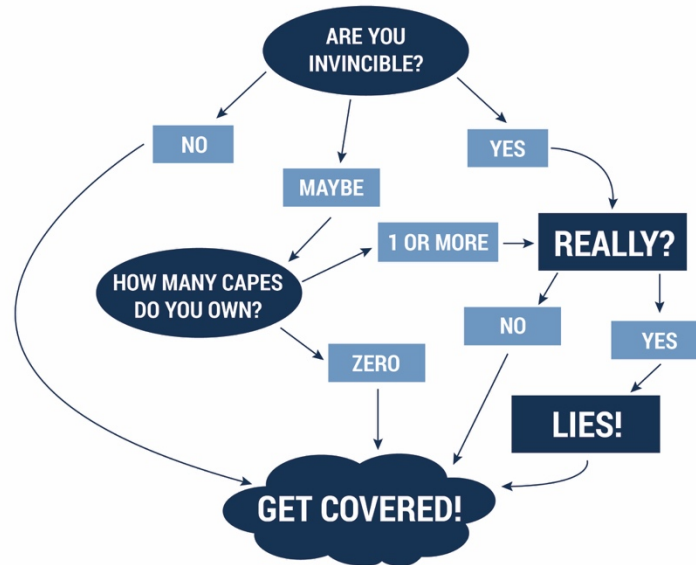 ARE YOU
INVINCIBLE?
NO
YES
MAYBE
1 OR MORE
REALLY?
HOW MANY CAPES
DO YOU OWN?
NO
YES
ZERO
LIES!
GET COVERED!